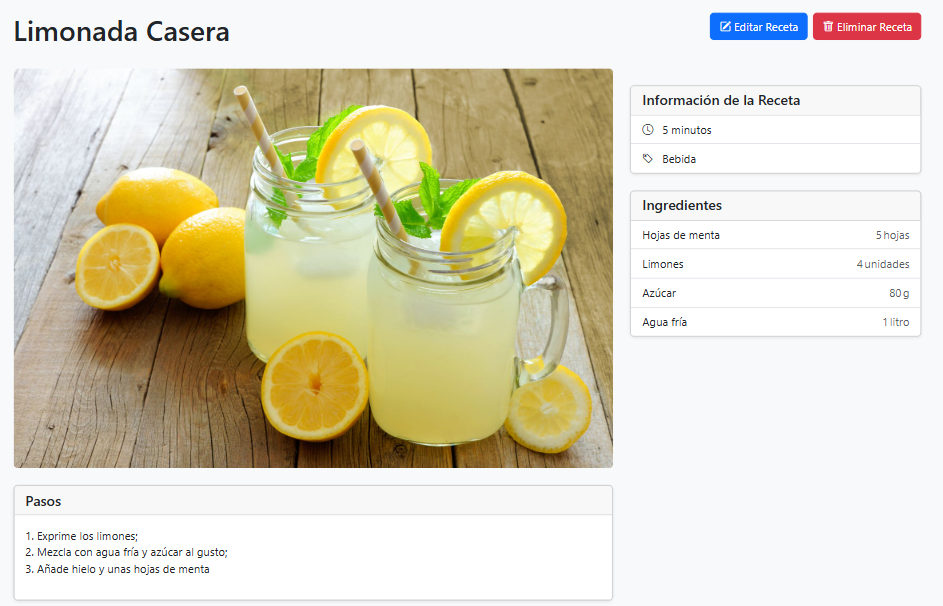 Limonada Casera
Editar Receta
Eliminar Receta
Información de la Receta
5 minutos
Bebida
Ingredientes
Hojas de menta 5 hojas
Limones 4 unidades
Azúcar 80 g
Agua fría 1 litro
Pasos
1. Exprime los limones;
2. Mezcla con agua fría y azúcar al gusto;
3. Añade hielo y unas hojas de menta